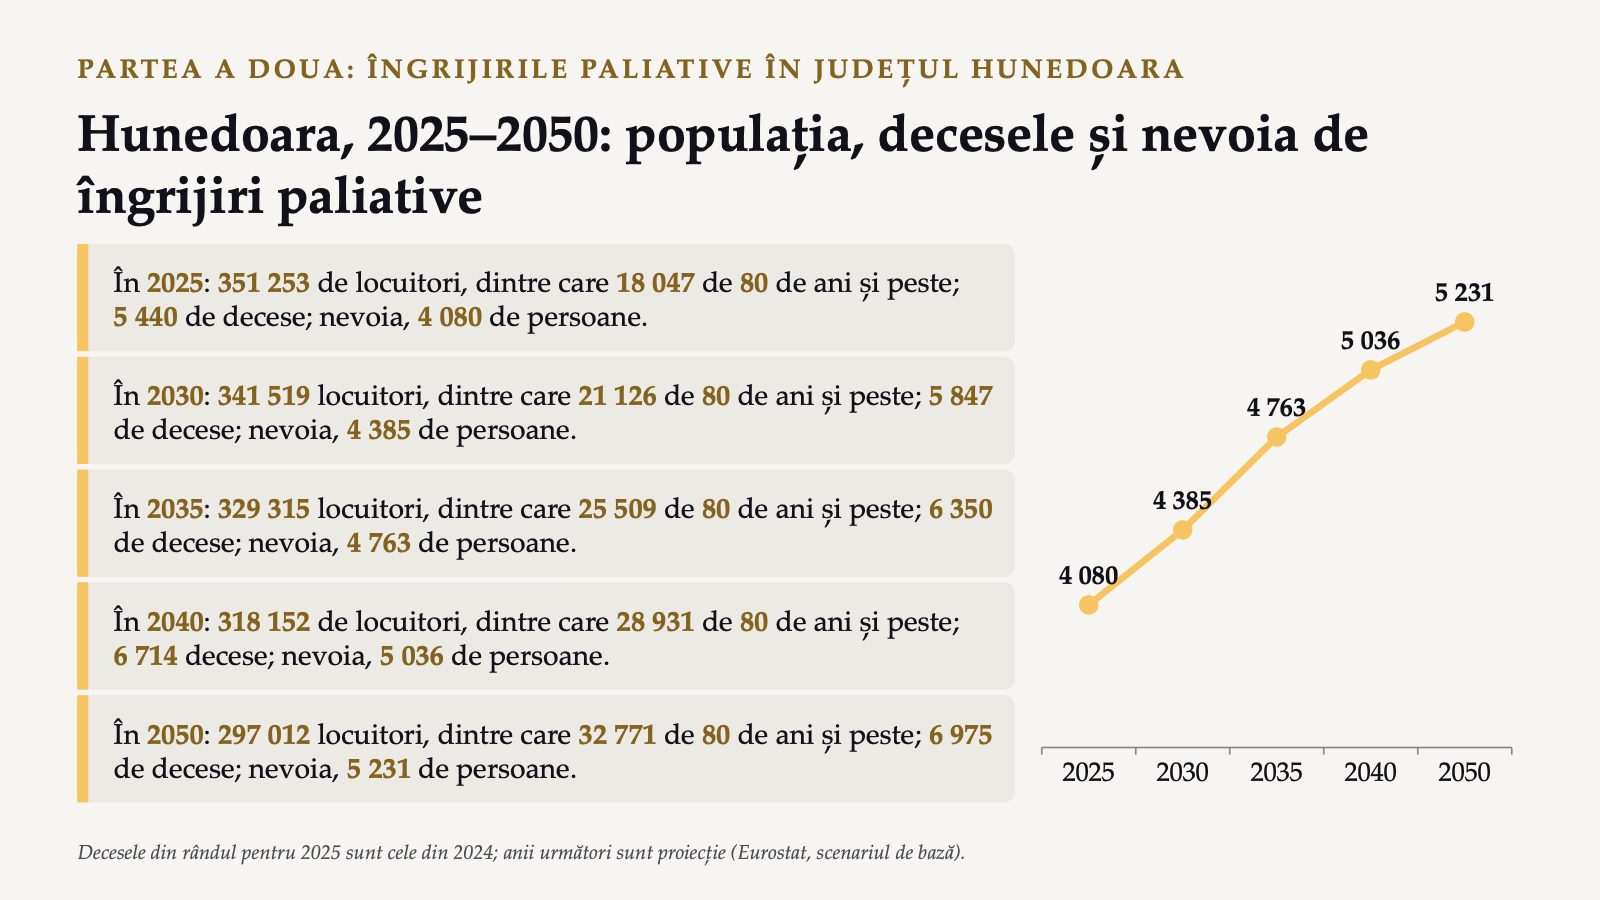 PARTEA A DOUA: ÎNGRIJIRILE PALIATIVE ÎN JUDEȚUL HUNEDOARA
Hunedoara, 2025–2050: populația, decesele și nevoia de
îngrijiri paliative
În 2025: 351 253 de locuitori, dintre care 18 047 de 80 de ani și peste;
5 440 de decese; nevoia, 4 080 de persoane.
În 2030: 341 519 locuitori, dintre care 21 126 de 80 de ani și peste; 5 847
de decese; nevoia, 4 385 de persoane.
În 2035: 329 315 locuitori, dintre care 25 509 de 80 de ani și peste; 6 350
de decese; nevoia, 4 763 de persoane.
În 2040: 318 152 de locuitori, dintre care 28 931 de 80 de ani și peste;
6 714 decese; nevoia, 5 036 de persoane.
În 2050: 297 012 locuitori, dintre care 32 771 de 80 de ani și peste; 6 975
de decese; nevoia, 5 231 de persoane.
5 231
5 036
4 763
4 385
4 080
2025 2030 2035 2040 2050
Decesele din rândul pentru 2025 sunt cele din 2024; anii următori sunt proiecție (Eurostat, scenariul de bază).